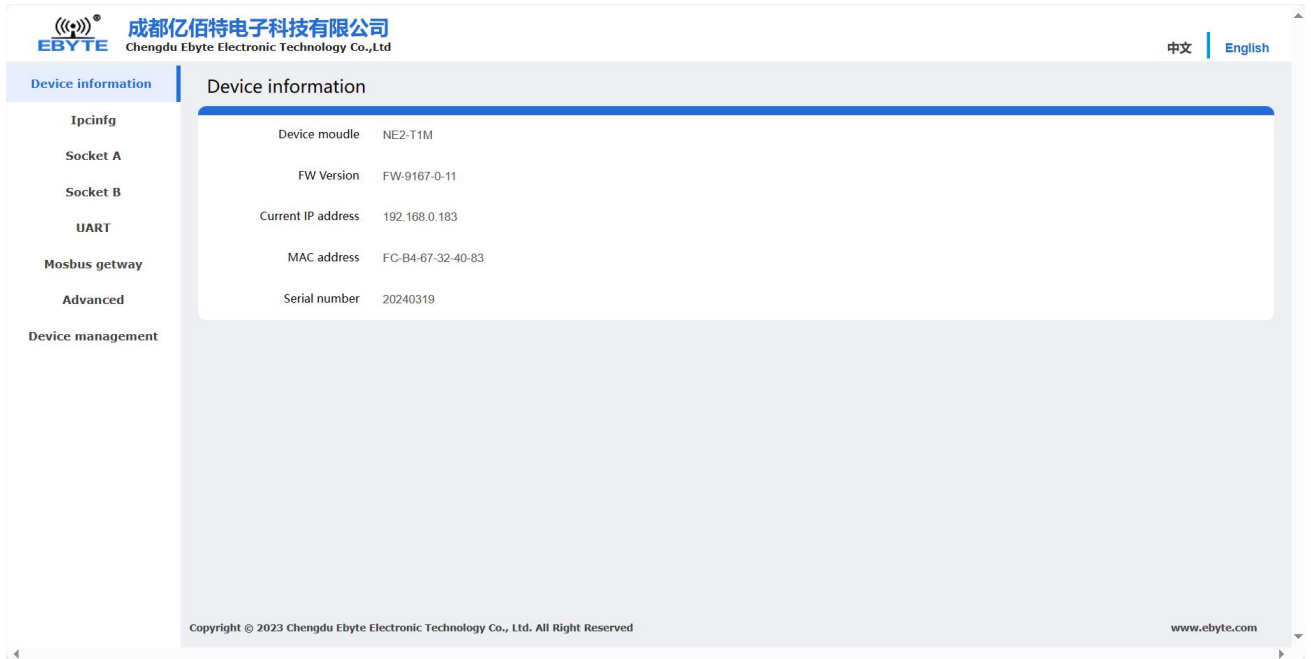 EBYTE ®
成都亿佰特电子科技有限公司
Chengdu Ebyte Electronic Technology Co.,Ltd
中文 English
Device information
Ipcinfg
Socket A
Socket B
UART
Mosbus getway
Advanced
Device management
Device information
Device moudle NE2-T1M
FW Version FW-9167-0-11
Current IP address 192.168.0.183
MAC address FC-B4-67-32-40-83
Serial number 20240319
Copyright © 2023 Chengdu Ebyte Electronic Technology Co., Ltd. All Right Reserved
www.ebyte.com